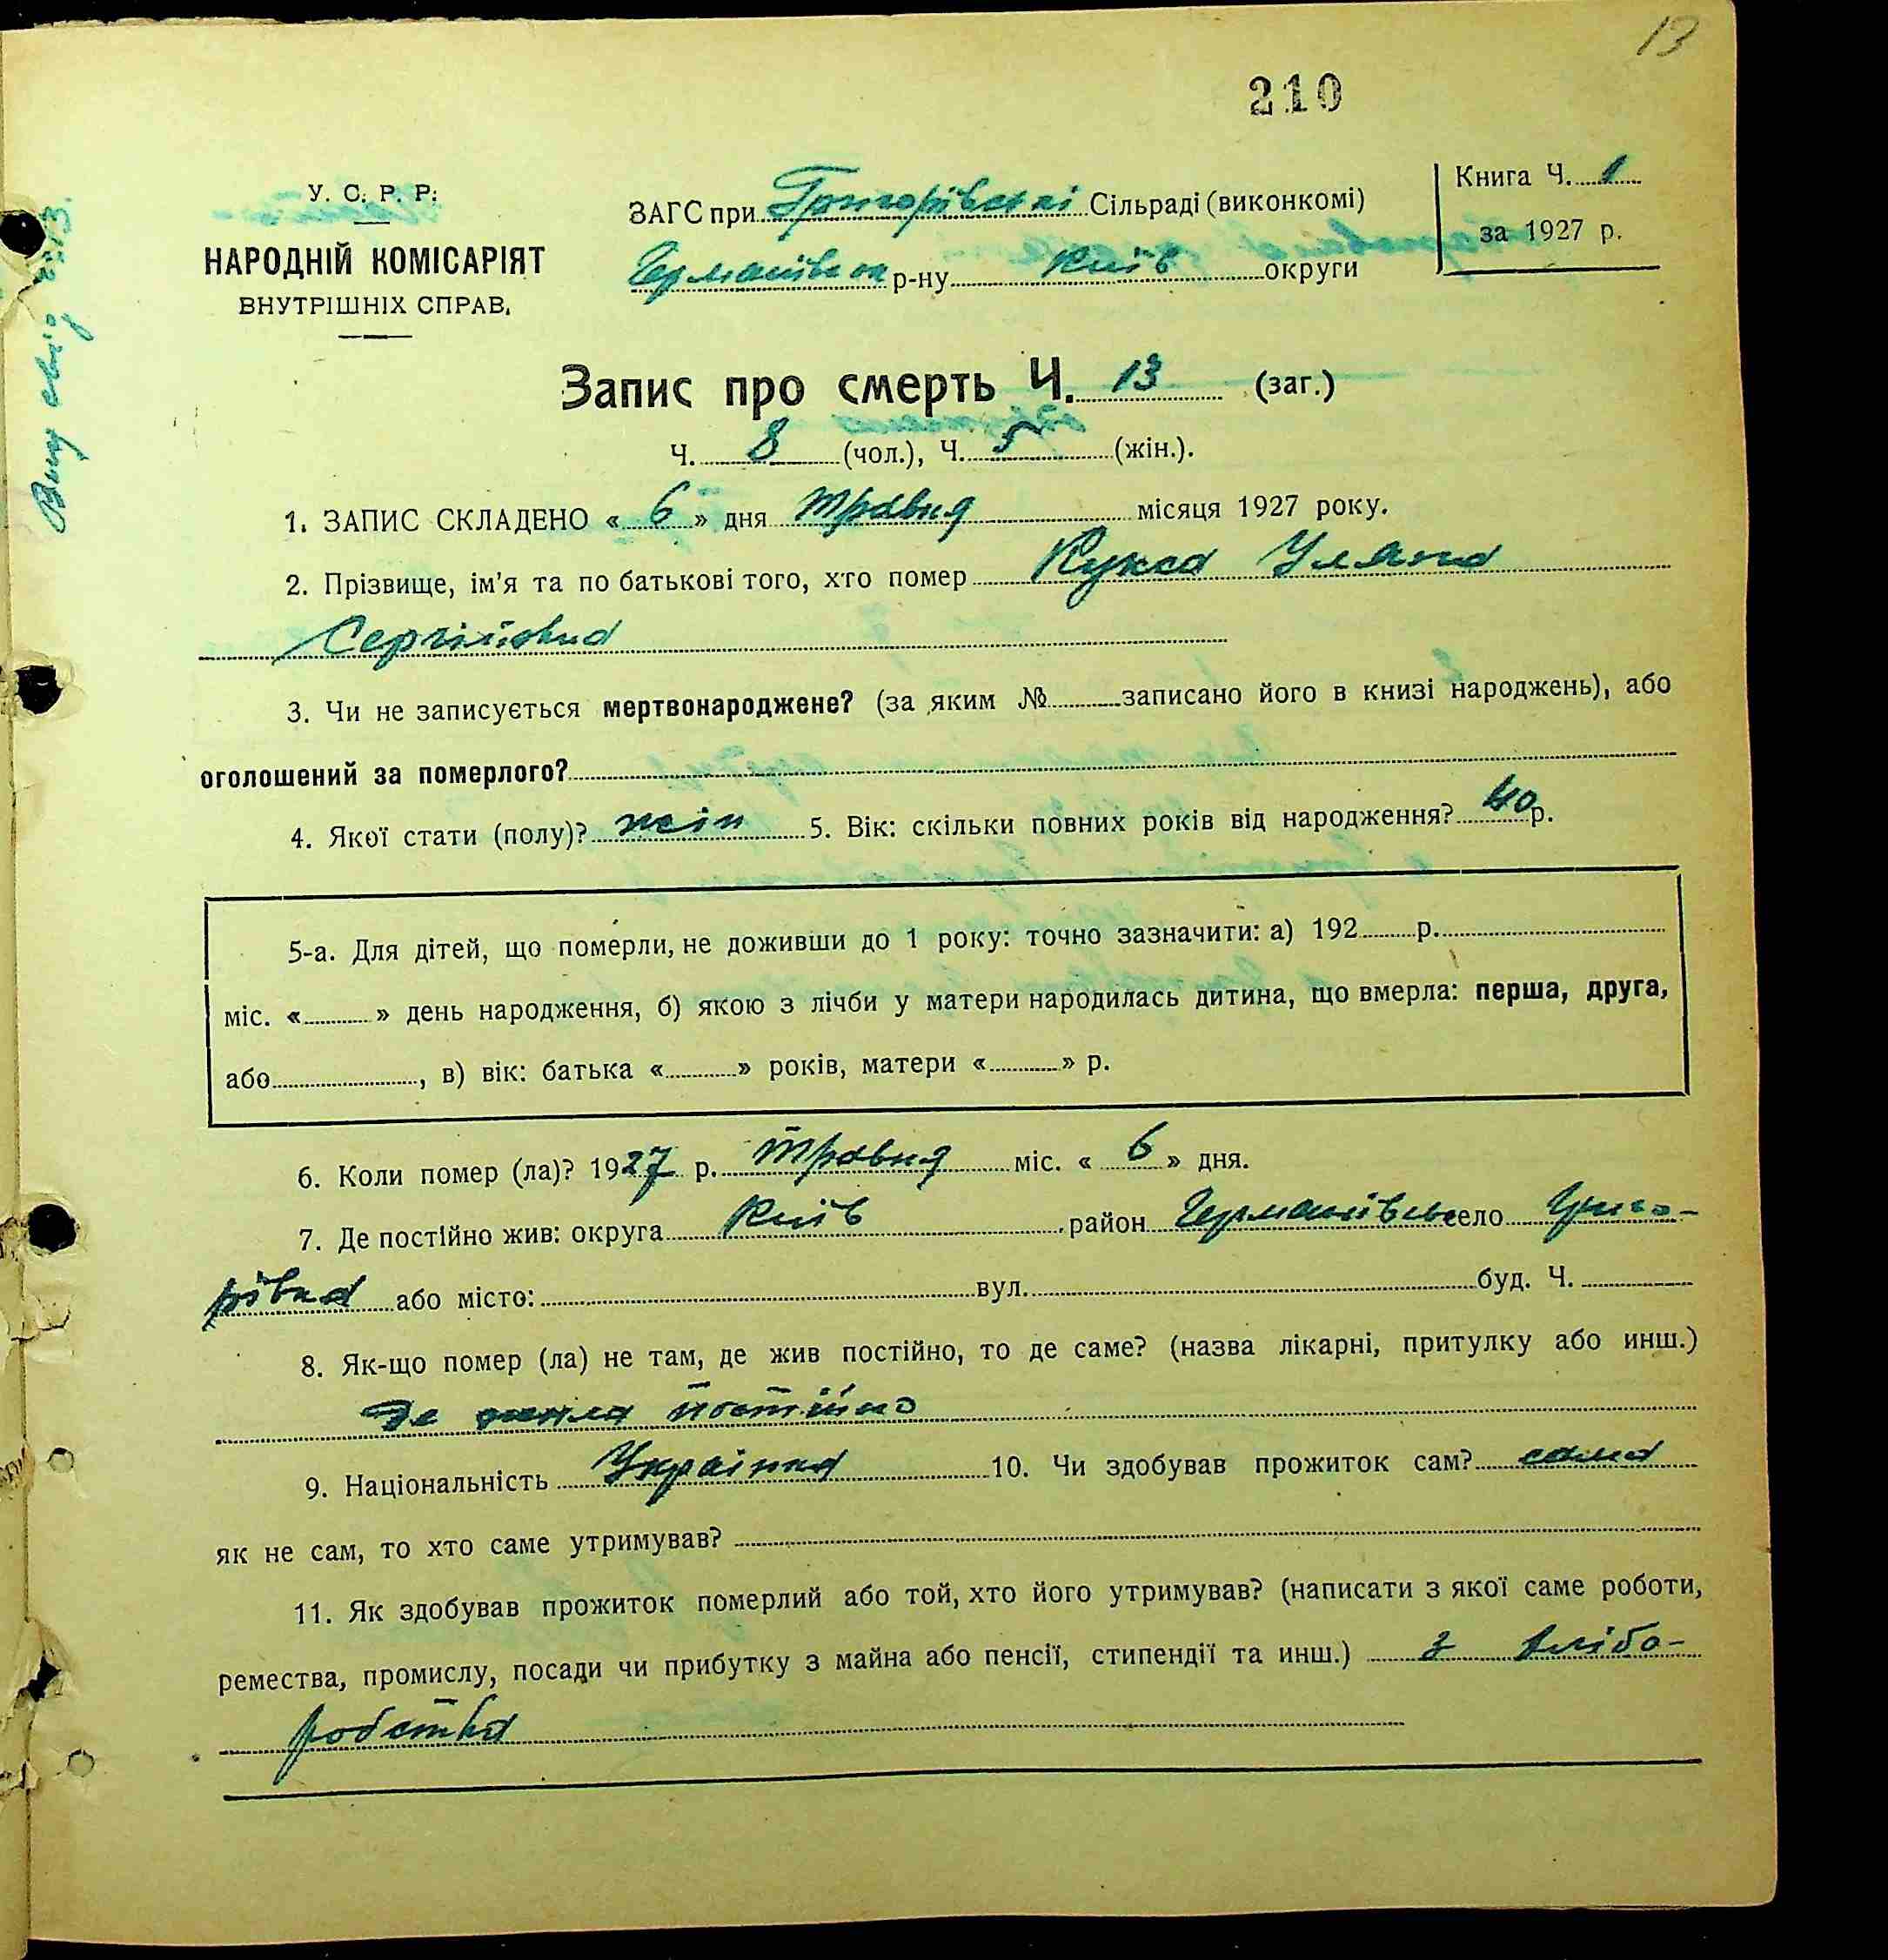 13
210
У. С. Р. Р.
НАРОДНІЙ КОМІСАРІЯТ
ВНУТРІШНІХ СПРАВ.
ЗАГС при Григорівскі Сільраді (виконкомі)
Германівськ р-ну Київ округи
Книга Ч. 1
за 1927 р.
Запис про смерть Ч. 13 (заг.)
Ч. 8 (чол.), Ч. 5 (жін.).
1. ЗАПИС СКЛАДЕНО « 6 » дня травня місяця 1927 року.
2. Прізвище, ім'я та по батькові того, хто помер Кукса Уляна
Сергіївна
3. Чи не записується мертвонароджене? (за яким № записано його в книзі народжень), або
оголошений за померлого?
4. Якої стати (полу)? жін 5. Вік: скільки повних років від народження? 40 р.
5-а. Для дітей, що померли, не доживши до 1 року: точно зазначити: а) 192 р.
міс. « » день народження, б) якою з лічби у матери народилась дитина, що вмерла: перша, друга,
або , в) вік: батька « » років, матери « » р.
6. Коли помер (ла)? 1927 р. травня міс. « 6 » дня.
7. Де постійно жив: округа Київ район Германівськ село Григо-
рівка або місто: вул. буд. Ч.
8. Як-що помер (ла) не там, де жив постійно, то де саме? (назва лікарні, притулку або инш.)
де жила постійно
9. Національність Українка 10. Чи здобував прожиток сам? сама
як не сам, то хто саме утримував?
11. Як здобував прожиток померлий або той, хто його утримував? (написати з якої саме роботи,
ремества, промислу, посади чи прибутку з майна або пенсії, стипендії та инш.) З хлібо-
робства